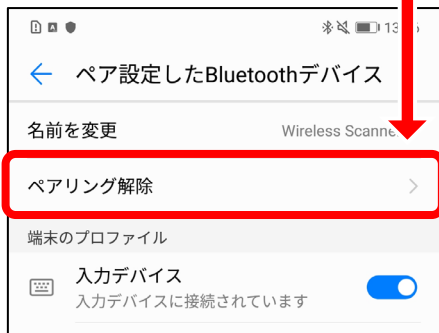 ペア設定したBluetoothデバイス
名前を変更 Wireless
ペアリング解除
端末のプロファイル
入力デバイス
入力デバイスに接続されています